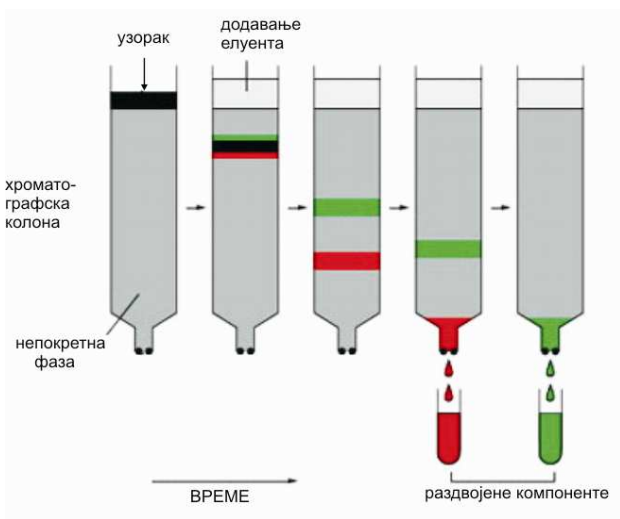 узорак
додавање
елуента
хромато-
графска
колона
непокретна
фаза
ВРЕМЕ
раздвојене компоненте